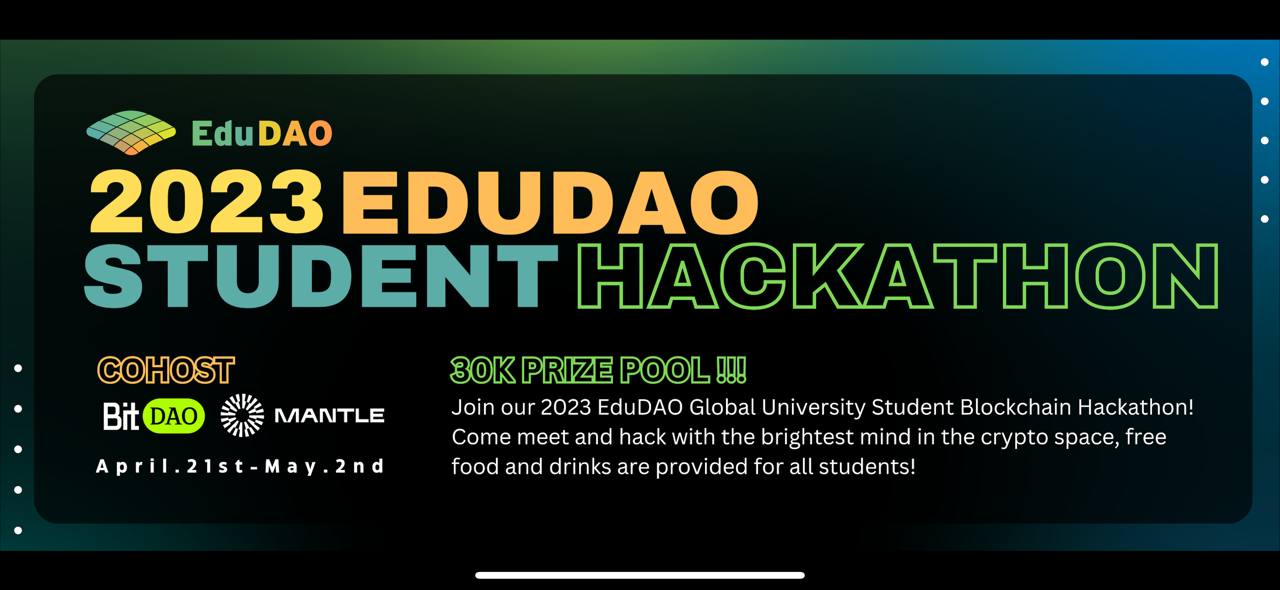 EduDAO
2023 EDUDAO
STUDENT HACKATHON
COHOST
BitDAO MANTLE
April.21st-May.2nd
30K PRIZE POOL !!!
Join our 2023 EduDAO Global University Student Blockchain Hackathon!
Come meet and hack with the brightest mind in the crypto space, free
food and drinks are provided for all students!